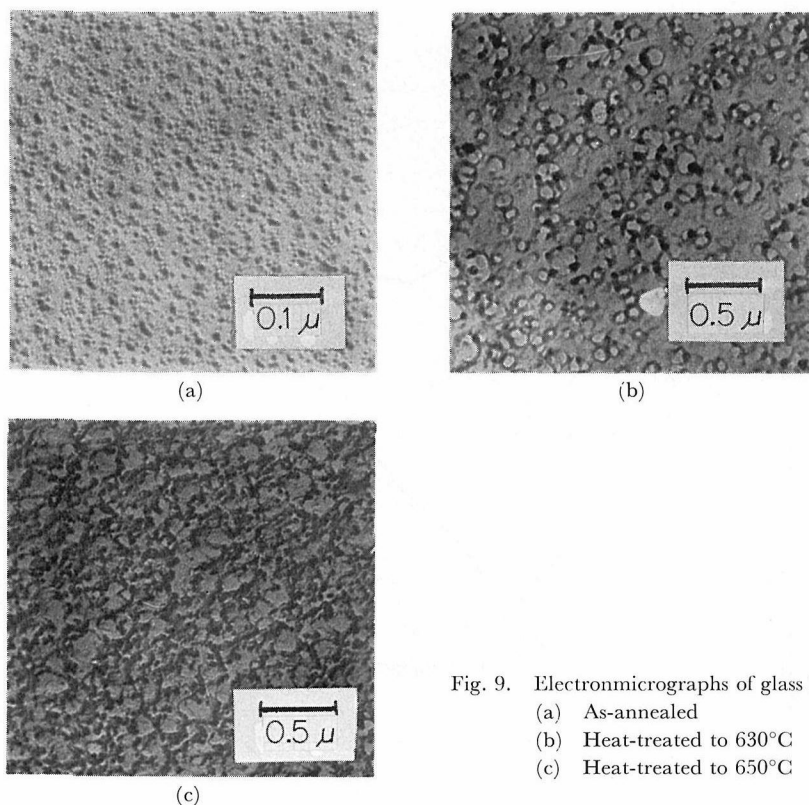 0.1 μ
0.5 μ
(a)
(b)
0.5 μ
(c)
Fig. 9. Electronmicrographs of glass
(a) As-annealed
(b) Heat-treated to 630°C
(c) Heat-treated to 650°C